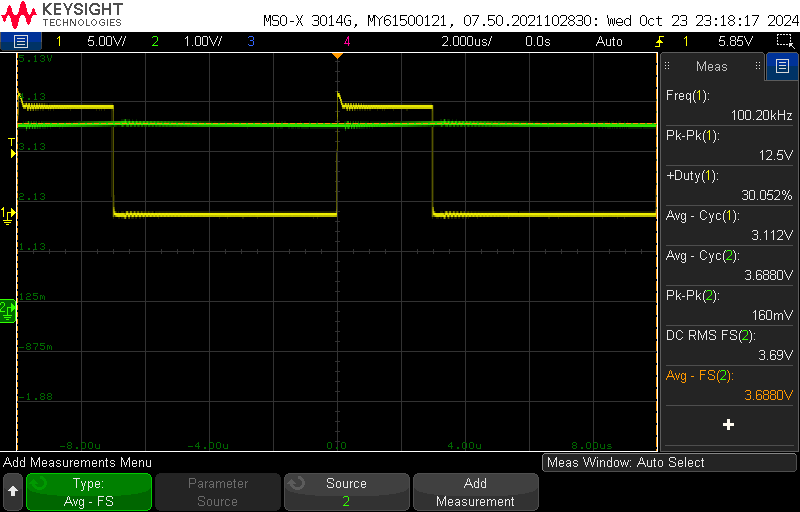 KEYSIGHT
TECHNOLOGIES
MSO-X 3014G, MY61500121, 07.50.2021102830: Wed Oct 23 23:18:17 2024
1 5.00V/ 2 1.00V/ 3 4 2.000us/ 0.0s Auto 1 5.85V
5.13V
4.13
3.13
2.13
1.13
125m
-875m
-1.88
T
1
2
-8.00u -4.00u 0.0 4.00u 8.00u
Meas
Freq(1):
100.20kHz
Pk-Pk(1):
12.5V
+Duty(1):
30.052%
Avg - Cyc(1):
3.112V
Avg - Cyc(2):
3.6880V
Pk-Pk(2):
160mV
DC RMS FS(2):
3.69V
Avg - FS(2):
3.6880V
Add Measurements Menu
Meas Window: Auto Select
Type:
Avg - FS
Parameter
Source
Source
2
Add
Measurement